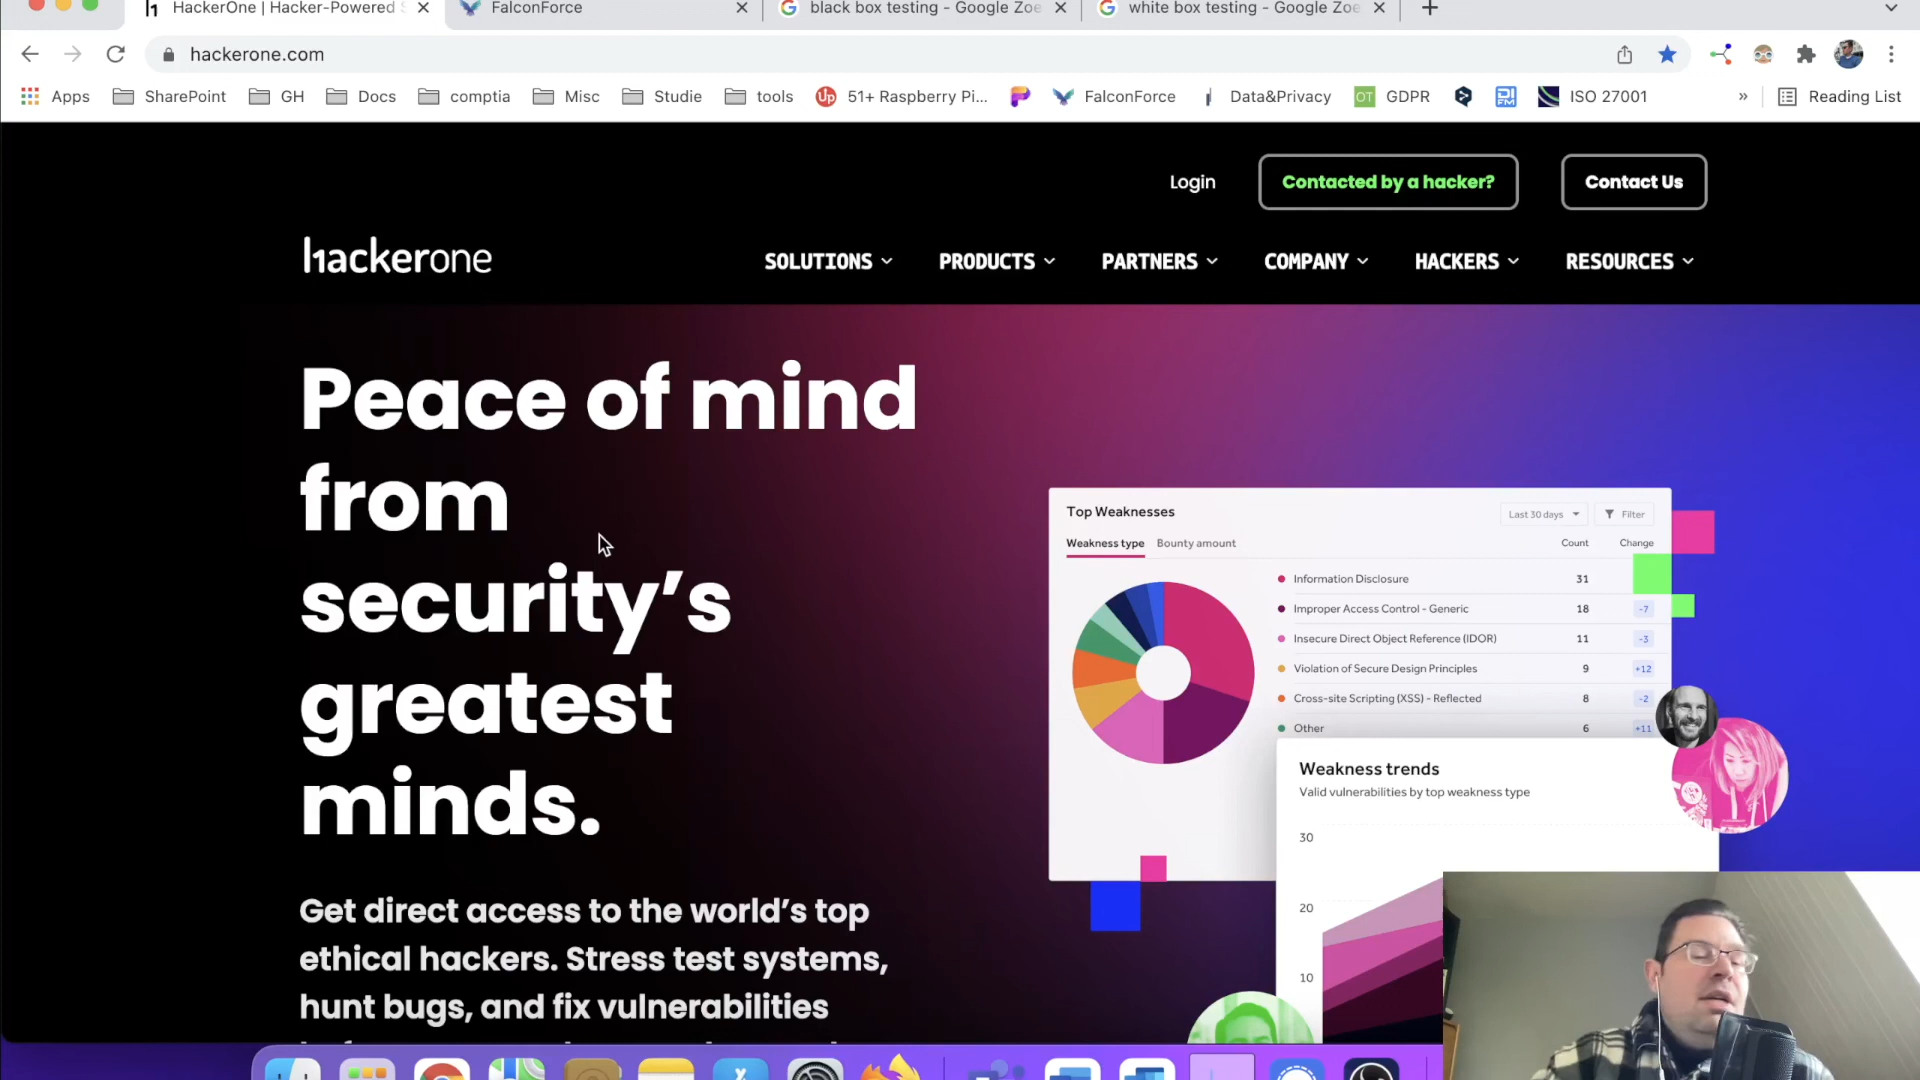 HackerOne | Hacker-Powered S
FalconForce
black box testing - Google Zoe
white box testing - Google Zoe
hackerone.com
Apps
SharePoint
GH
Docs
comptia
Misc
Studie
tools
Up
51+ Raspberry Pi...
FalconForce
Data&Privacy
OT
GDPR
ISO 27001
»
Reading List
Login
Contacted by a hacker?
Contact Us
hackerone
SOLUTIONS
PRODUCTS
PARTNERS
COMPANY
HACKERS
RESOURCES
Peace of mind
from
security’s
greatest
minds.
Get direct access to the world’s top
ethical hackers. Stress test systems,
hunt bugs, and fix vulnerabilities
Top Weaknesses
Last 30 days
Filter
Weakness type
Bounty amount
Count
Change
Information Disclosure 31
Improper Access Control - Generic 18 -7
Insecure Direct Object Reference (IDOR) 11 -3
Violation of Secure Design Principles 9 +12
Cross-site Scripting (XSS) - Reflected 8 -2
Other 6 +11
Weakness trends
Valid vulnerabilities by top weakness type
30
20
10